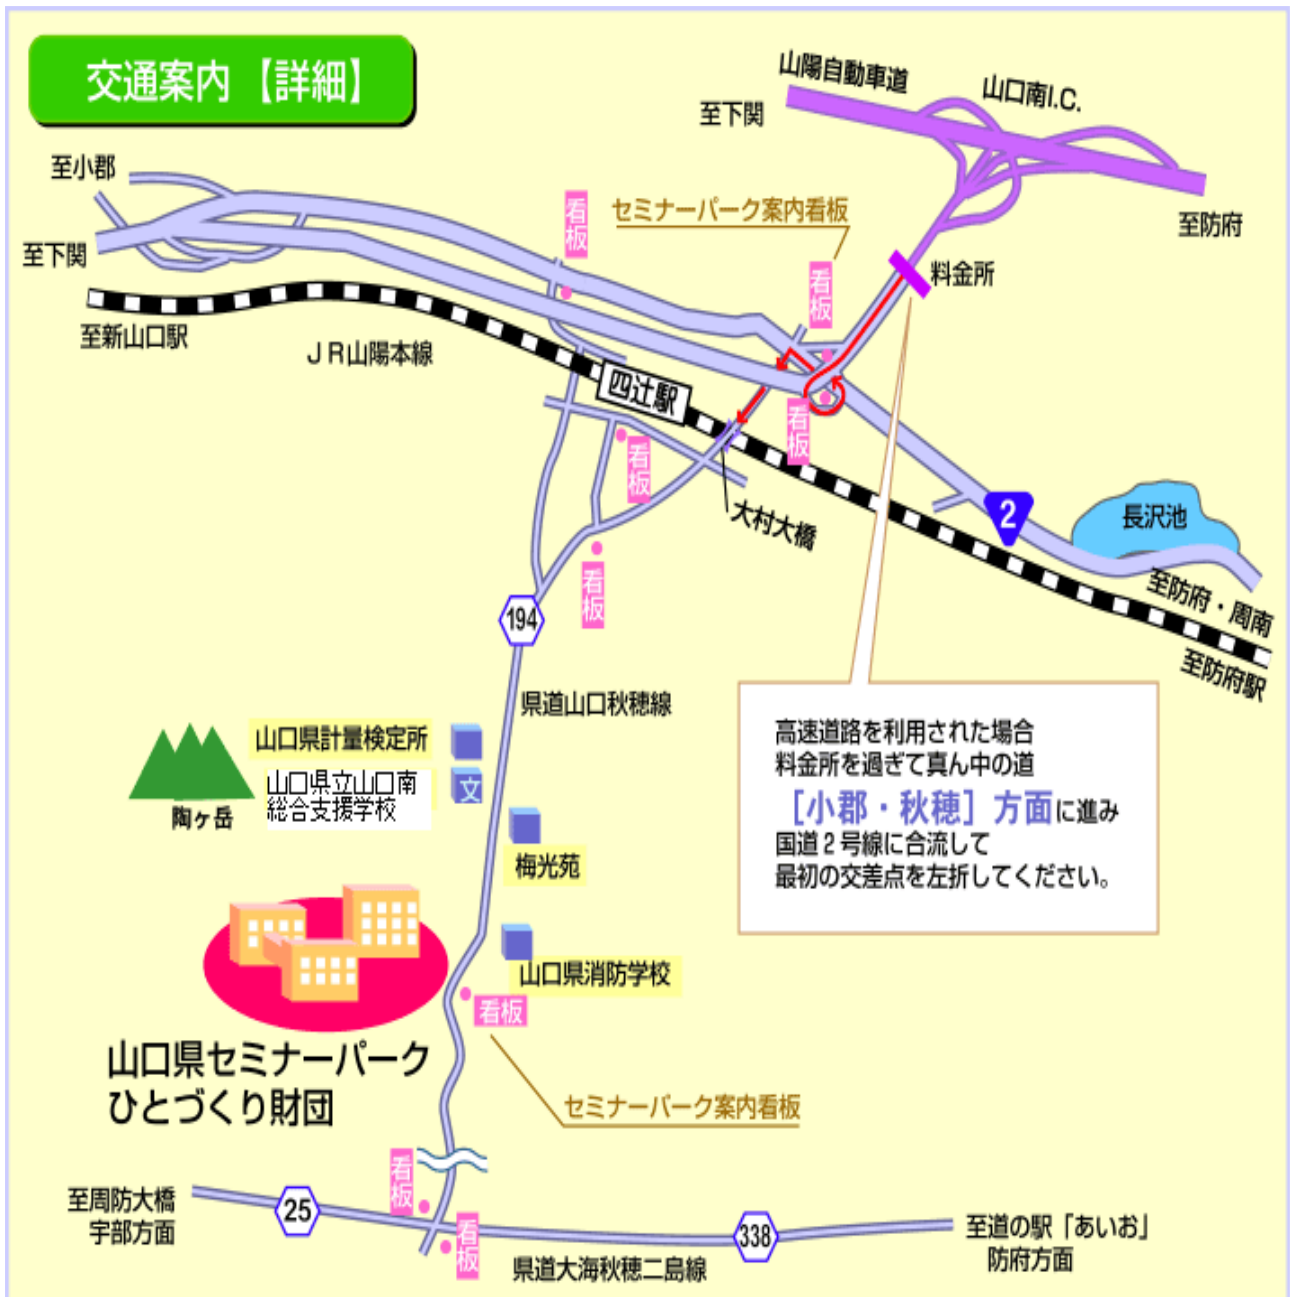 交通案内【詳細】
山陽自動車道
山口南I.C.
至下関
至防府
至小郡
至下関
看板
セミナーパーク案内看板
看板
料金所
至新山口駅
JR山陽本線
四辻駅
看板
看板
大村大橋
2
長沢池
至防府・周南
至防府駅
看板
194
県道山口秋穂線
高速道路を利用された場合
料金所を過ぎて真ん中の道
［小郡・秋穂］方面に進み
国道2号線に合流して
最初の交差点を左折してください。
山口県計量検定所
山口県立山口南
総合支援学校
文
陶ヶ岳
梅光苑
山口県消防学校
看板
山口県セミナーパーク
ひとづくり財団
セミナーパーク案内看板
看板
至周防大橋
宇部方面
25
看板
県道大海秋穂二島線
338
至道の駅「あいお」
防府方面